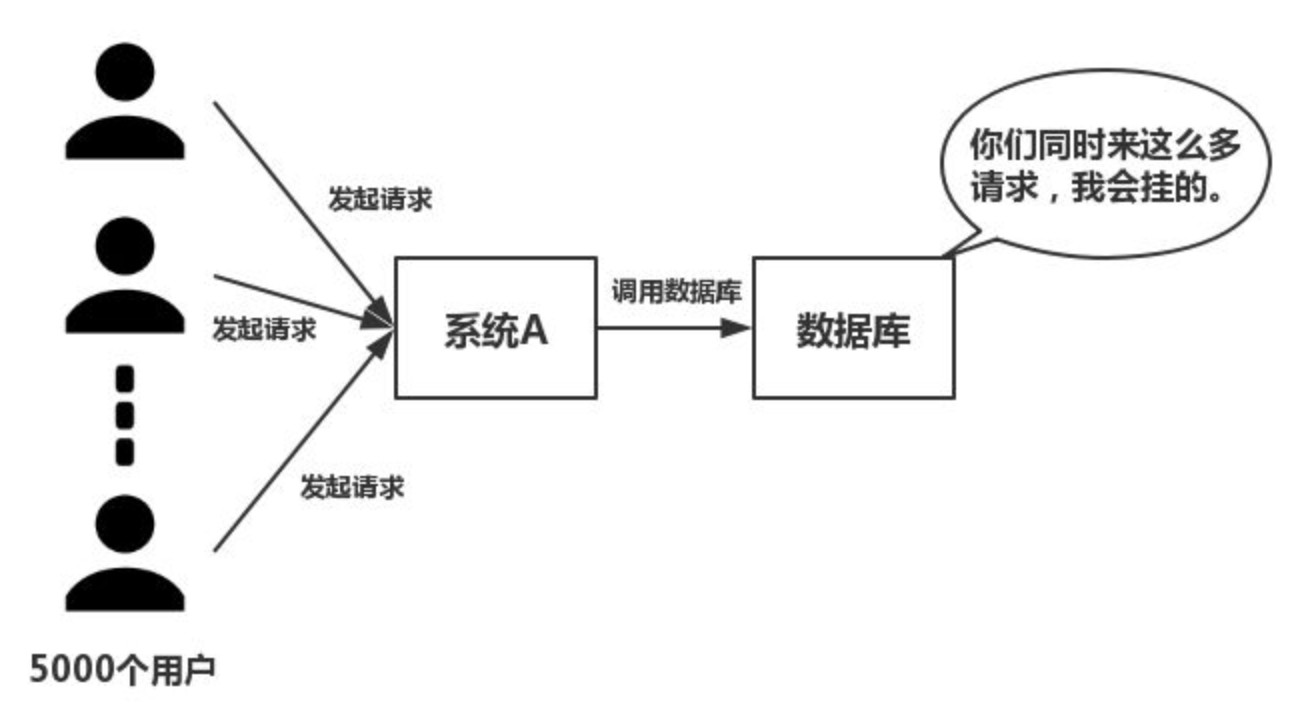 发起请求
发起请求
发起请求
5000个用户
系统A
调用数据库
数据库
你们同时来这么多
请求，我会挂的。